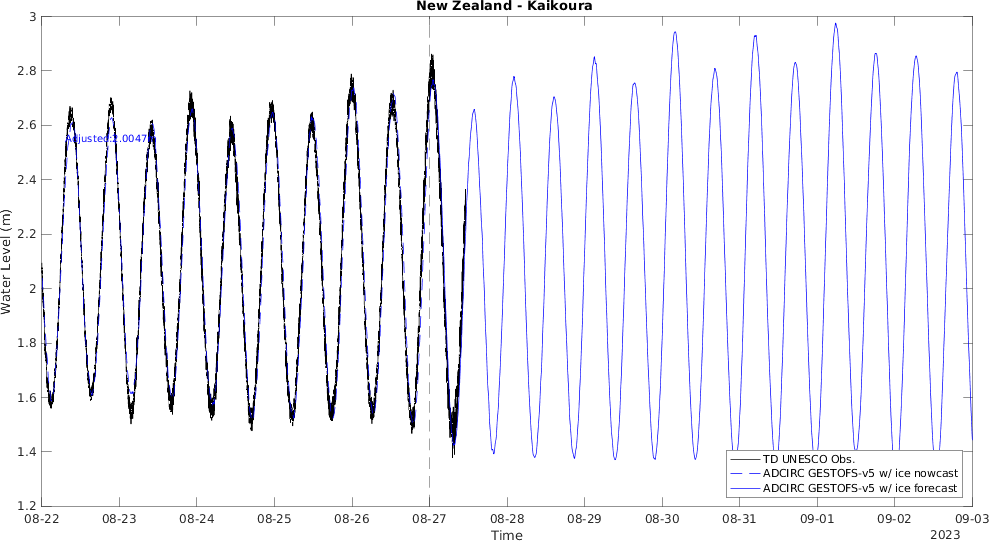 New Zealand - Kaikoura
3
2.8
2.6
2.4
2.2
2
1.8
1.6
1.4
1.2
Water Level (m)
Adjusted:2.0047
TD UNESCO Obs.
ADCIRC GESTOFS-v5 w/ ice nowcast
ADCIRC GESTOFS-v5 w/ ice forecast
08-22 08-23 08-24 08-25 08-26 08-27 08-28 08-29 08-30 08-31 09-01 09-02 09-03
Time
2023